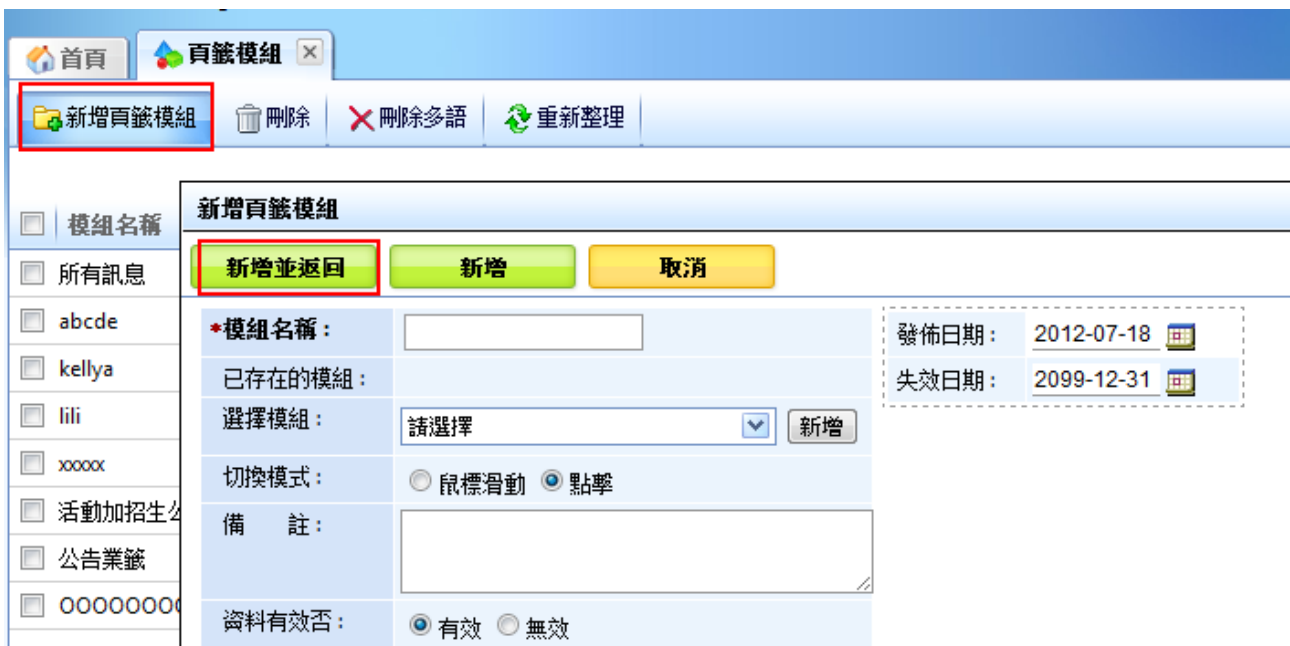 首頁 頁籤模組
新增頁籤模組 刪除 刪除多語 重新整理
模組名稱
所有訊息
abcde
kellya
lili
xxxxx
活動加招生
公告業籤
新增頁籤模組
新增並返回 新增 取消
*模組名稱：
已存在的模組：
選擇模組： 請選擇 新增
切換模式： 鼠標滑動 點擊
備 註：
資料有效否： 有效 無效
發佈日期： 2012-07-18
失效日期： 2099-12-31